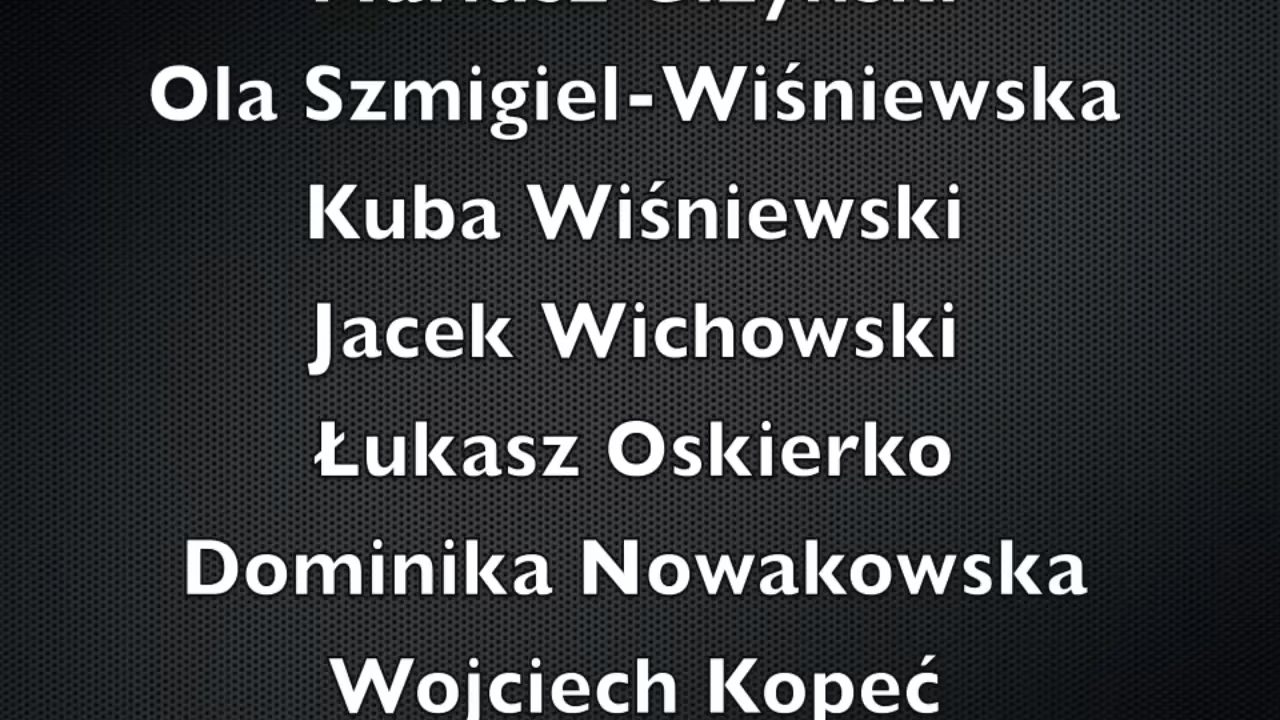 Ola Szmigiel-Wiśniewska
Kuba Wiśniewski
Jacek Wichowski
Łukasz Oskierko
Dominika Nowakowska
Wojciech Kopeć